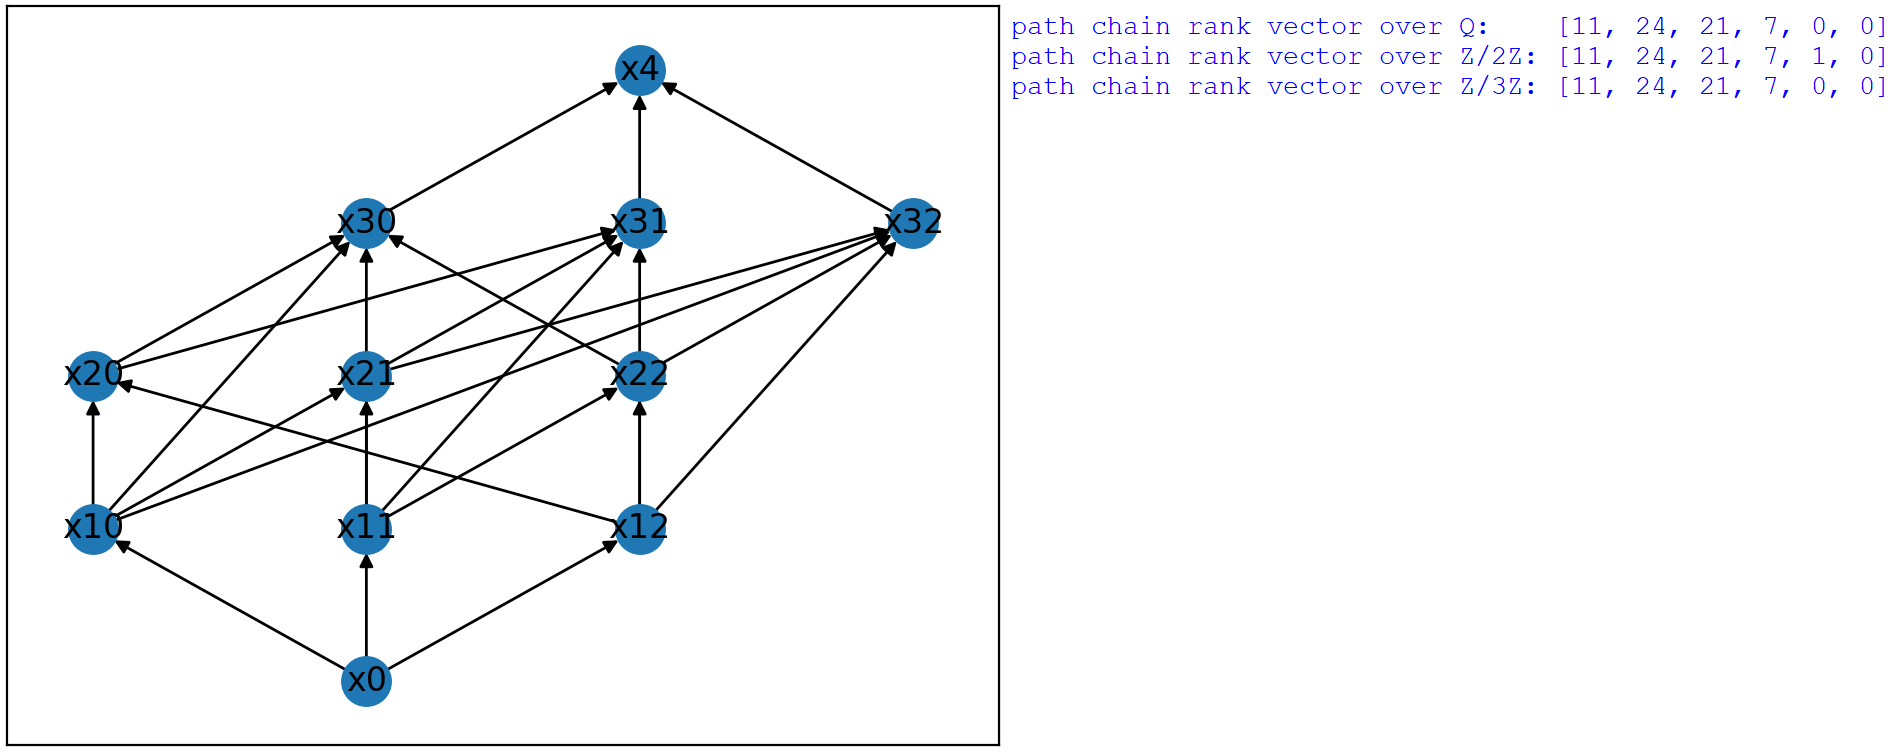 path chain rank vector over Q:    [11, 24, 21, 7, 0, 0]
path chain rank vector over Z/2Z: [11, 24, 21, 7, 1, 0]
path chain rank vector over Z/3Z: [11, 24, 21, 7, 0, 0]
x4
x30 x31 x32
x20 x21 x22
x10 x11 x12
x0